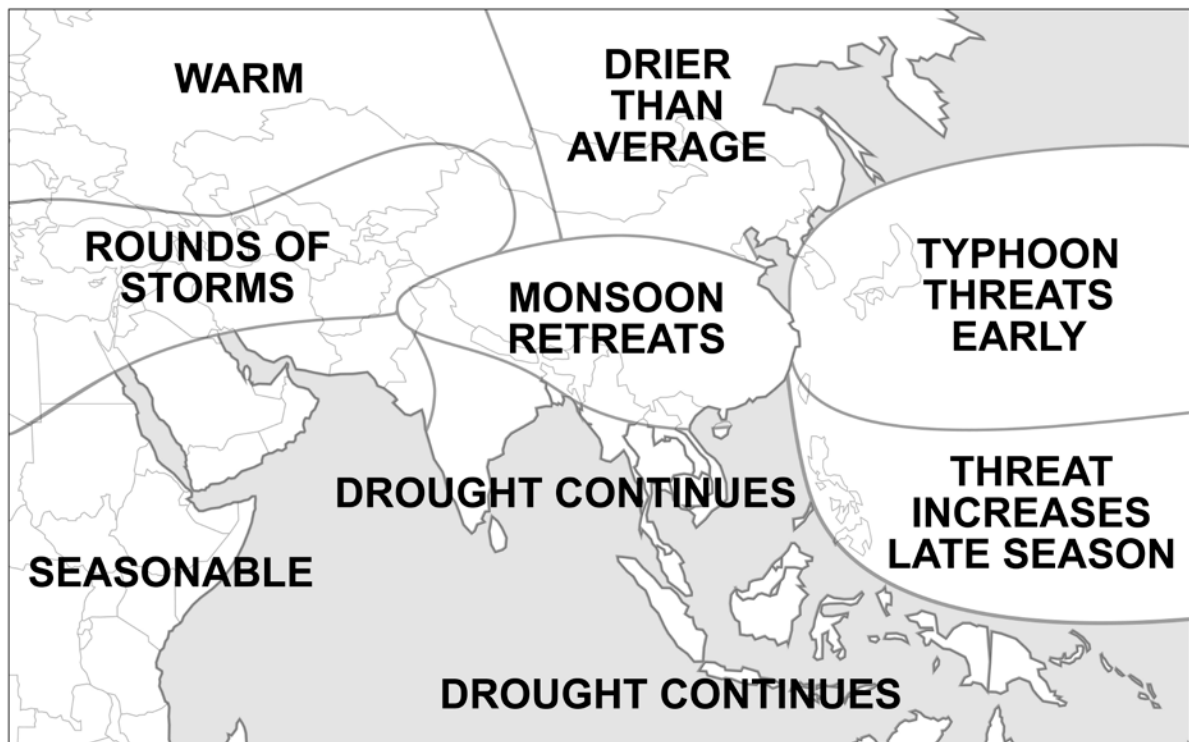 WARM
DRIER
THAN
AVERAGE
ROUNDS OF
STORMS
MONSOON
RETREATS
TYPHOON
THREATS
EARLY
DROUGHT CONTINUES
THREAT
INCREASES
LATE SEASON
SEASONABLE
DROUGHT CONTINUES